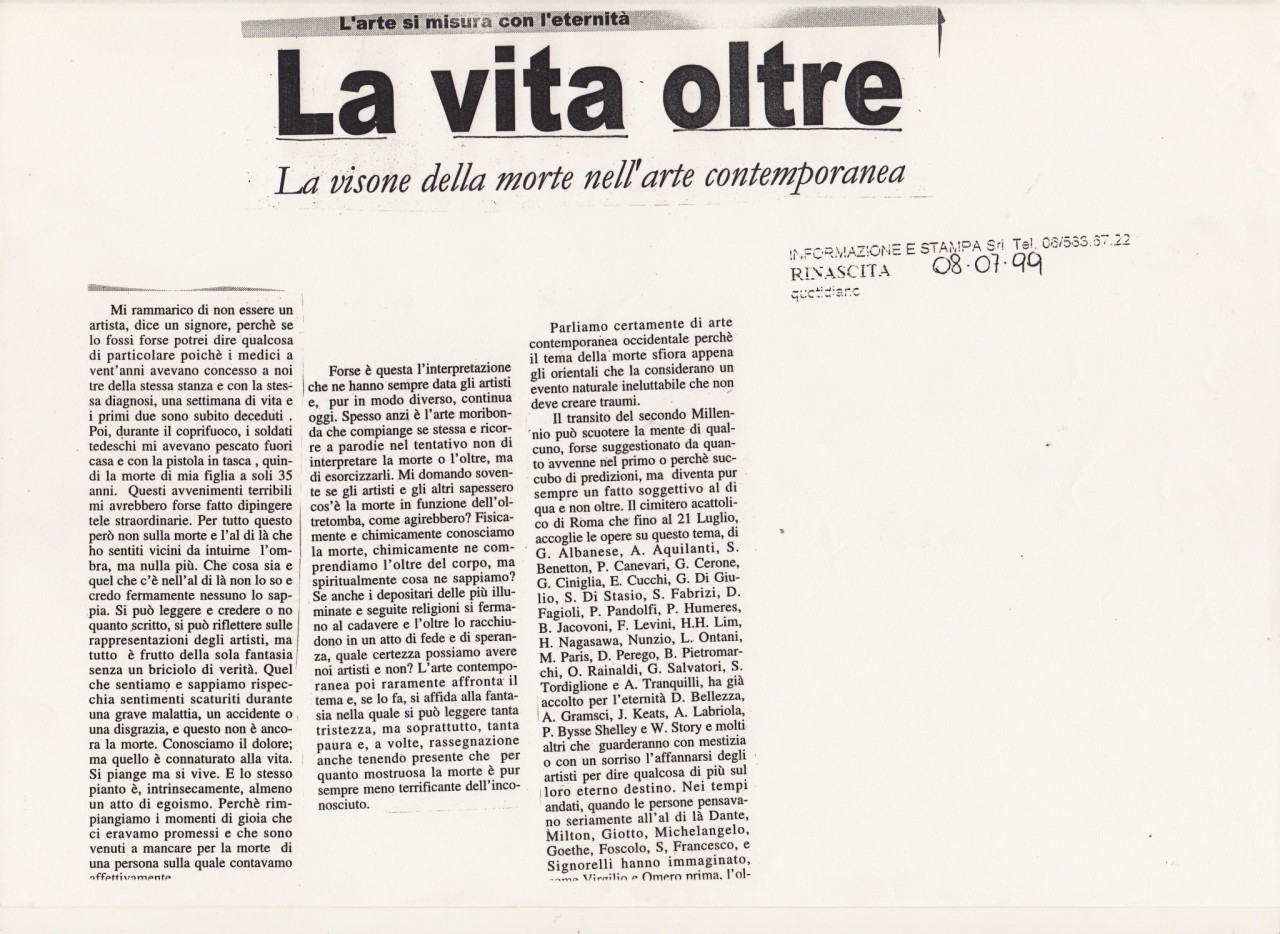 L'arte si misura con l'eternità
La vita oltre
La visone della morte nell'arte contemporanea
INFORMAZIONE E STAMPA Srl Tel. 06/563.67.22
RINASCITA 08.07.99
quotidiano
Mi rammarico di non essere un
artista, dice un signore, perchè se
lo fossi forse potrei dire qualcosa
di particolare poichè i medici a
vent'anni avevano concesso a noi
tre della stessa stanza e con la stes-
sa diagnosi, una settimana di vita e
i primi due sono subito deceduti .
Poi, durante il coprifuoco, i soldati
tedeschi mi avevano pescato fuori
casa e con la pistola in tasca , quin-
di la morte di mia figlia a soli 35
anni. Questi avvenimenti terribili
mi avrebbero forse fatto dipingere
tele straordinarie. Per tutto questo
però non sulla morte e l'al di là che
ho sentiti vicini da intuirne l'om-
bra, ma nulla più. Che cosa sia e
quel che c'è nell'al di là non lo so e
credo fermamente nessuno lo sap-
pia. Si può leggere e credere o no
quanto scritto, si può riflettere sulle
rappresentazioni degli artisti, ma
tutto è frutto della sola fantasia
senza un briciolo di verità. Quel
che sentiamo e sappiamo rispec-
chia sentimenti scaturiti durante
una grave malattia, un accidente o
una disgrazia, e questo non è anco-
ra la morte. Conosciamo il dolore;
ma quello è connaturato alla vita.
Si piange ma si vive. E lo stesso
pianto è, intrinsecamente, almeno
un atto di egoismo. Perchè rim-
piangiamo i momenti di gioia che
ci eravamo promessi e che sono
venuti a mancare per la morte di
una persona sulla quale contavamo
affettivamente
Forse è questa l'interpretazione
che ne hanno sempre data gli artisti
e, pur in modo diverso, continua
oggi. Spesso anzi è l'arte moribon-
da che compiange se stessa e ricor-
re a parodie nel tentativo non di
interpretare la morte o l'oltre, ma
di esorcizzarli. Mi domando soven-
te se gli artisti e gli altri sapessero
cos'è la morte in funzione dell'ol-
tretomba, come agirebbero? Fisica-
mente e chimicamente conosciamo
la morte, chimicamente ne com-
prendiamo l'oltre del corpo, ma
spiritualmente cosa ne sappiamo?
Se anche i depositari delle più illu-
minate e seguite religioni si ferma-
no al cadavere e l'oltre lo racchiu-
dono in un atto di fede e di speran-
za, quale certezza possiamo avere
noi artisti e non? L'arte contempo-
ranea poi raramente affronta il
tema e, se lo fa, si affida alla fanta-
sia nella quale si può leggere tanta
tristezza, ma soprattutto, tanta
paura e, a volte, rassegnazione
anche tenendo presente che per
quanto mostruosa la morte è pur
sempre meno terrificante dell'inco-
nosciuto.
Parliamo certamente di arte
contemporanea occidentale perchè
il tema della morte sfiora appena
gli orientali che la considerano un
evento naturale ineluttabile che non
deve creare traumi.
Il transito del secondo Millen-
nio può scuotere la mente di qual-
cuno, forse suggestionato da quan-
to avvenne nel primo o perchè suc-
cubo di predizioni, ma diventa pur
sempre un fatto soggettivo al di
qua e non oltre. Il cimitero acattoli-
co di Roma che fino al 21 Luglio,
accoglie le opere su questo tema, di
G. Albanese, A. Aquilanti, S.
Benetton, P. Canevari, G. Cerone,
G. Ciniglia, E. Cucchi, G. Di Giu-
lio, S. Di Stasio, S. Fabrizi, D.
Fagioli, P. Pandolfi, P. Humeres,
B. Jacovoni, F. Levini, H.H. Lim,
H. Nagasawa, Nunzio, L. Ontani,
M. Paris, D. Perego, B. Pietromar-
chi, O. Rainaldi, G. Salvatori, S.
Tordiglione e A. Tranquilli, ha già
accolto per l'eternità D. Bellezza,
A. Gramsci, J. Keats, A. Labriola,
P. Bysse Shelley e W. Story e molti
altri che guarderanno con mestizia
o con un sorriso l'affannarsi degli
artisti per dire qualcosa di più sul
loro eterno destino. Nei tempi
andati, quando le persone pensava-
no seriamente all'al di là Dante,
Milton, Giotto, Michelangelo,
Goethe, Foscolo, S, Francesco, e
Signorelli hanno immaginato,
come Virgilio e Omero prima, l'ol-